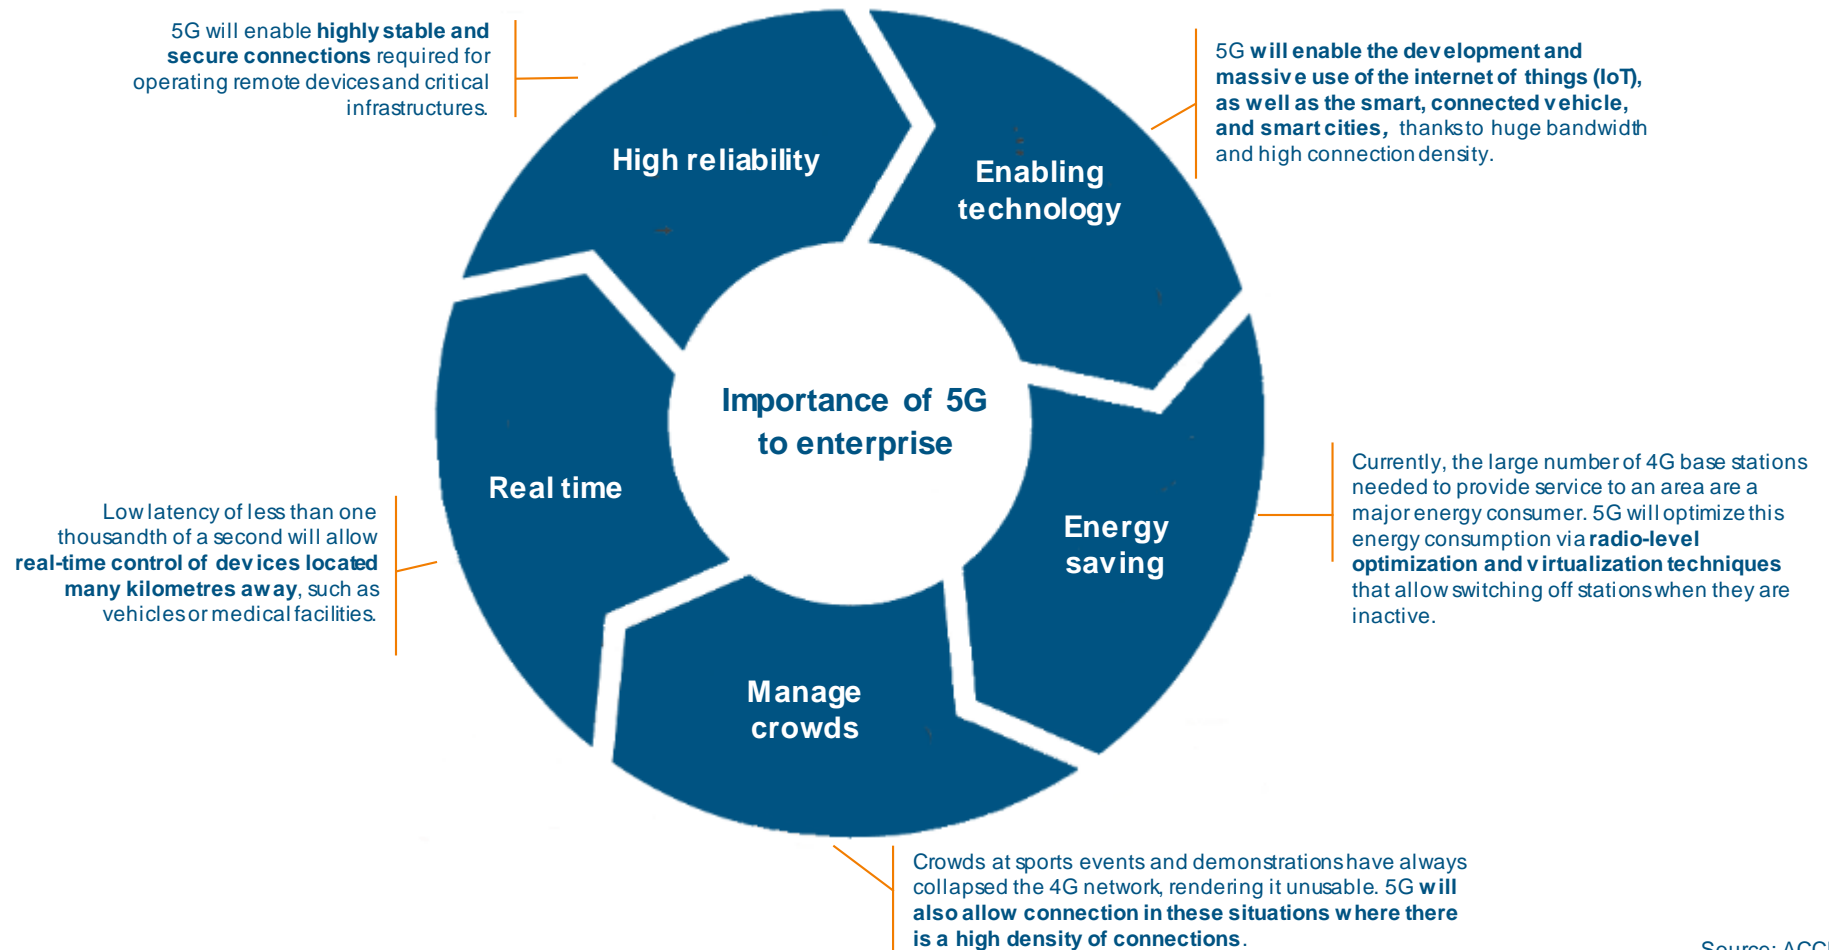 5G will enable highly stable and
secure connections required for
operating remote devices and critical
infrastructures.
5G will enable the development and
massive use of the internet of things (IoT),
as well as the smart, connected vehicle,
and smart cities, thanks to huge bandwidth
and high connection density.
High reliability
Enabling
technology
Importance of 5G
to enterprise
Real time
Energy
saving
Manage
crowds
Currently, the large number of 4G base stations
needed to provide service to an area are a
major energy consumer. 5G will optimize this
energy consumption via radio-level
optimization and virtualization techniques
that allow switching off stations when they are
inactive.
Low latency of less than one
thousandth of a second will allow
real-time control of devices located
many kilometres away, such as
vehicles or medical facilities.
Crowds at sports events and demonstrations have always
collapsed the 4G network, rendering it unusable. 5G will
also allow connection in these situations where there
is a high density of connections.
Source: